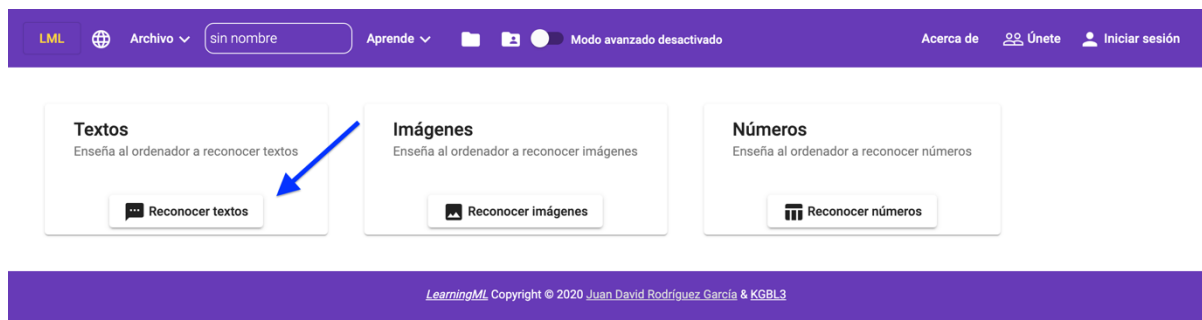 LML Archivo sin nombre Aprende Modo avanzado desactivado Acerca de Únete Iniciar sesión
Textos
Enseña al ordenador a reconocer textos
Reconocer textos
Imágenes
Enseña al ordenador a reconocer imágenes
Reconocer imágenes
Números
Enseña al ordenador a reconocer números
Reconocer números
LearningML Copyright © 2020 Juan David Rodríguez García & KGBL3